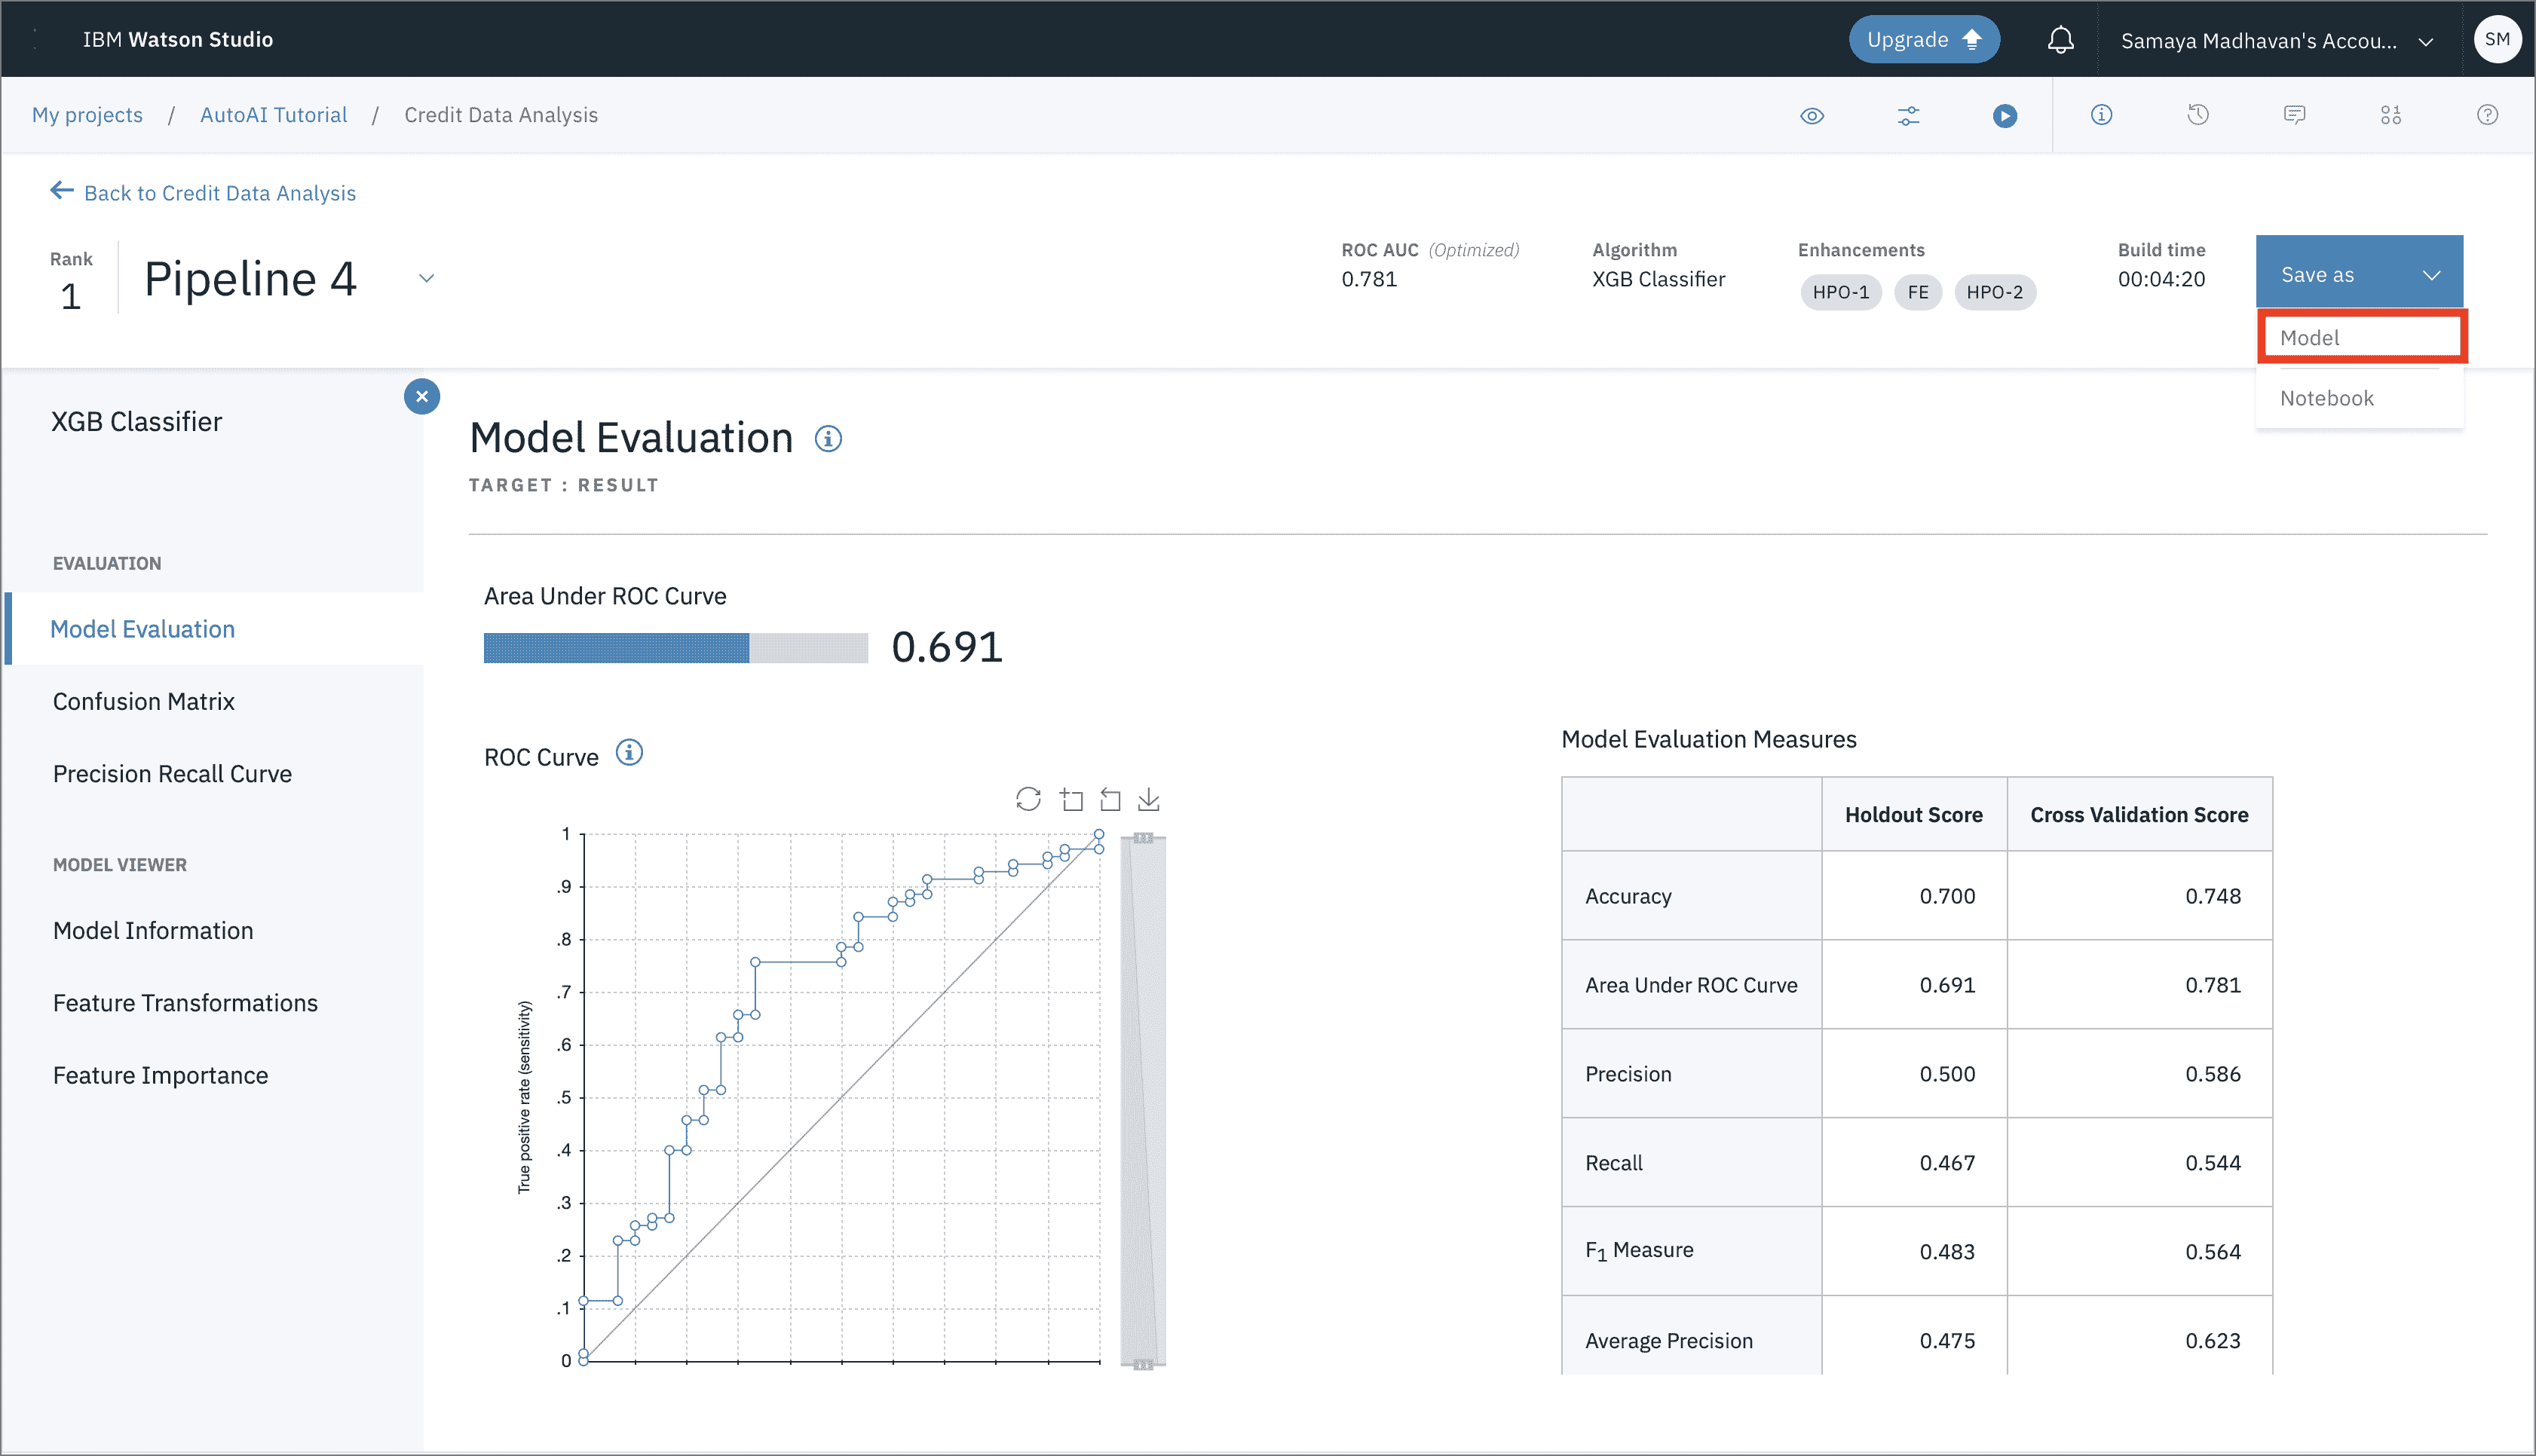 IBM Watson Studio
Upgrade
Samaya Madhavan's Accou...
SM
My projects / AutoAI Tutorial / Credit Data Analysis
Back to Credit Data Analysis
Rank
1
Pipeline 4
ROC AUC (Optimized)
0.781
Algorithm
XGB Classifier
Enhancements
HPO-1 FE HPO-2
Build time
00:04:20
Save as
Model
Notebook
XGB Classifier
EVALUATION
Model Evaluation
Confusion Matrix
Precision Recall Curve
MODEL VIEWER
Model Information
Feature Transformations
Feature Importance
Model Evaluation
TARGET : RESULT
Area Under ROC Curve
0.691
ROC Curve
True positive rate (sensitivity)
1
.9
.8
.7
.6
.5
.4
.3
.2
.1
0
Model Evaluation Measures
Holdout Score Cross Validation Score
Accuracy 0.700 0.748
Area Under ROC Curve 0.691 0.781
Precision 0.500 0.586
Recall 0.467 0.544
F1 Measure 0.483 0.564
Average Precision 0.475 0.623